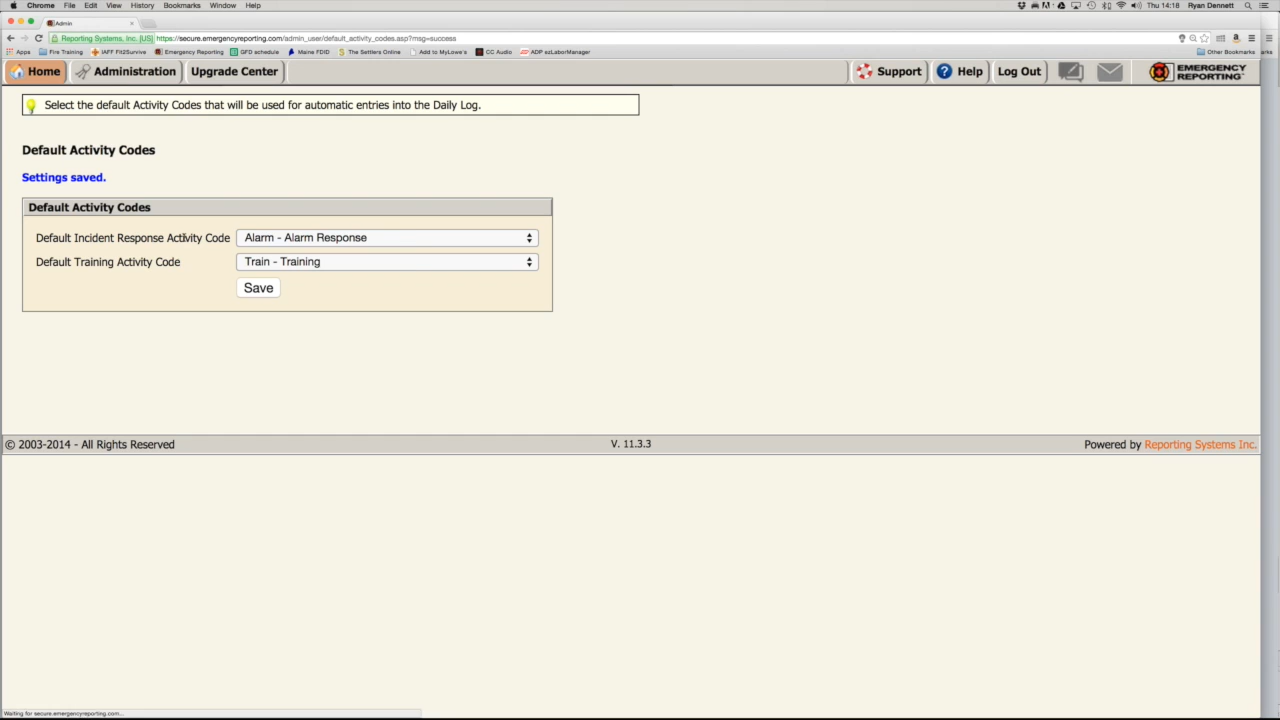 Chrome File Edit View History Bookmarks Window Help Thu 14:18 Ryan Dennett
Admin
Reporting Systems, Inc. [US] https://secure.emergencyreporting.com/admin_user/default_activity_codes.asp?msg=success
Apps Fire Training IAFF Fit2Survive Emergency Reporting GFD schedule Maine FDID The Settlers Online Add to MyLowe's CC Audio ADP ezLaborManager Other Bookmarks arks
Home Administration Upgrade Center Support Help Log Out EMERGENCY
REPORTING
Select the default Activity Codes that will be used for automatic entries into the Daily Log.
Default Activity Codes
Settings saved.
Default Activity Codes
Default Incident Response Activity Code Alarm - Alarm Response
Default Training Activity Code Train - Training
Save
© 2003-2014 - All Rights Reserved V. 11.3.3 Powered by Reporting Systems Inc.
Waiting for secure.emergencyreporting.com...